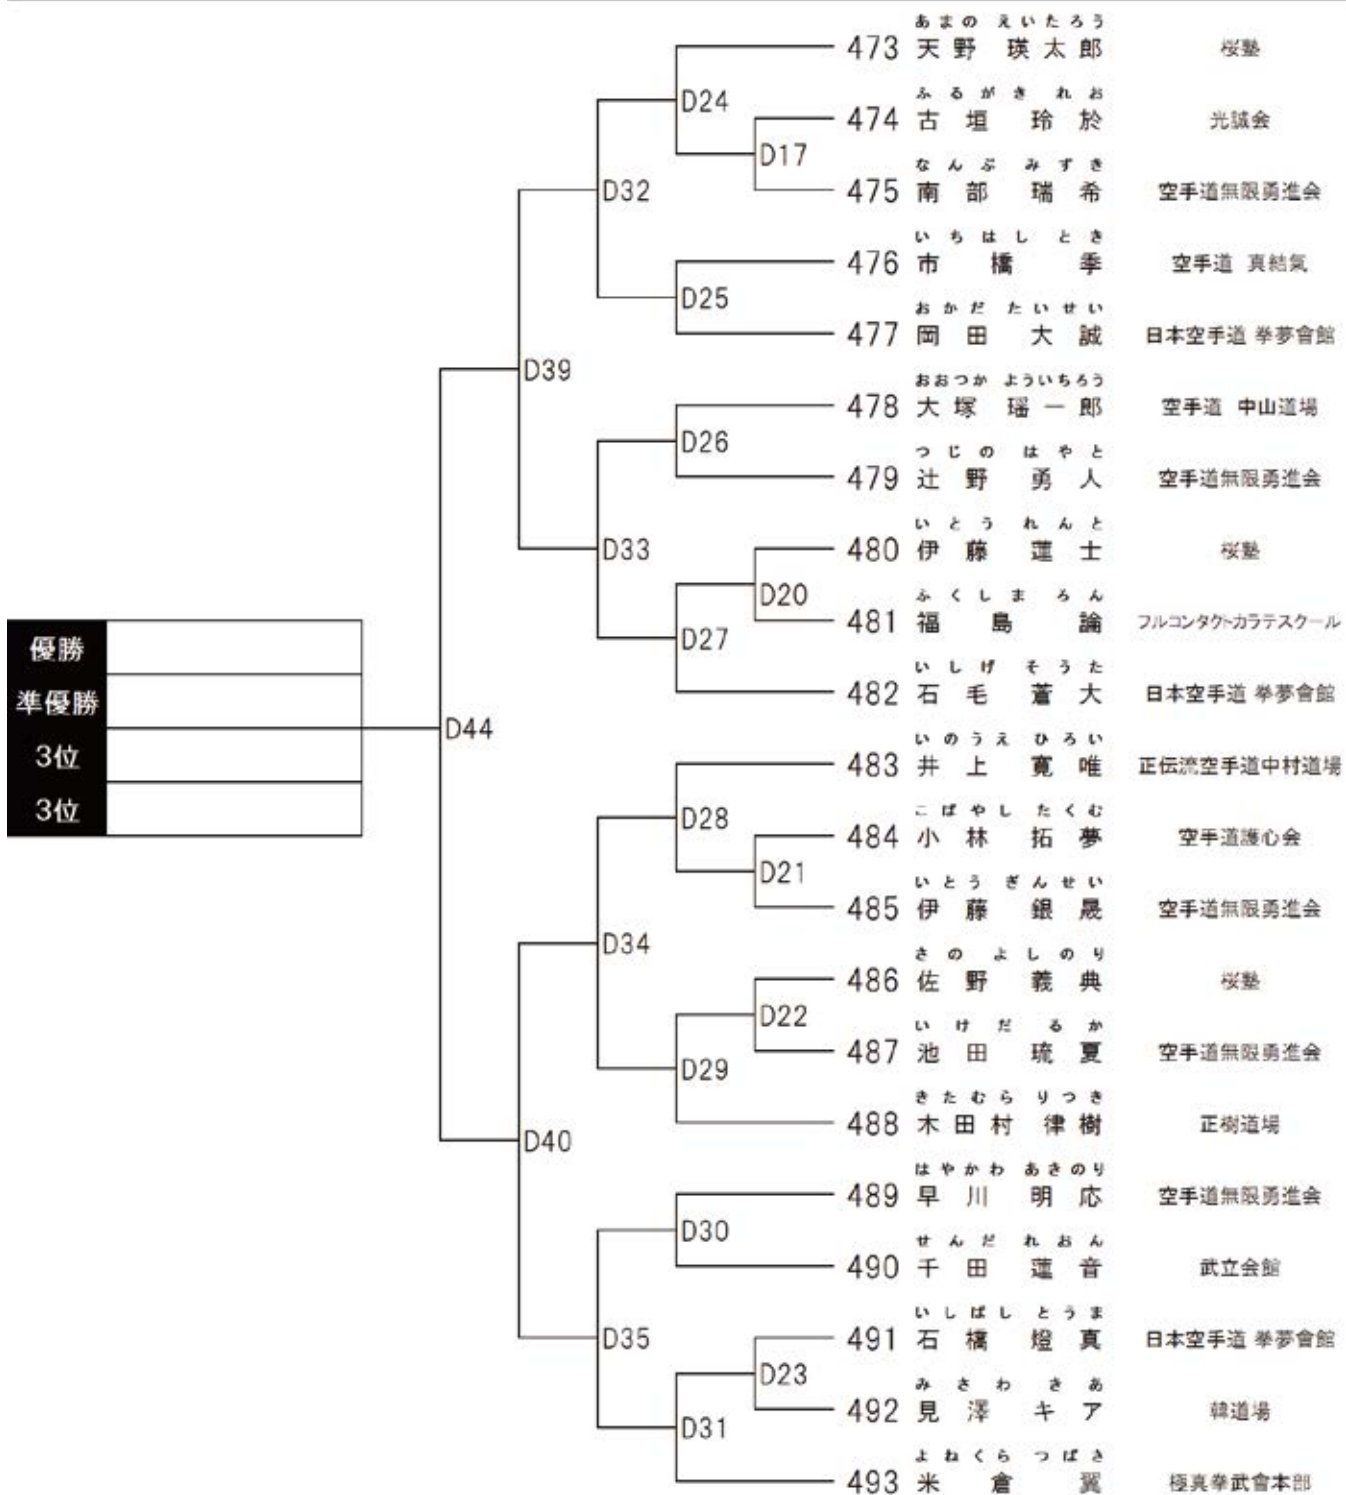 あまの えいたろう
473 天野 瑛太郎 桜塾
D24
ふるがき れお
474 古垣 玲於 光誠会
D17
なんぶ みずき
D32
475 南部 瑞希 空手道無限勇進会
いちはし とき
476 市橋 季 空手道 真結氣
D25
おかだ たいせい
477 岡田 大誠 日本空手道 拳夢會館
D39
おおつか よういちろう
478 大塚 瑶一郎 空手道 中山道場
D26
つじの はやと
479 辻野 勇人 空手道無限勇進会
いとう れんと
D33
480 伊藤 蓮士 桜塾
D20
ふくしま ろん
481 福島 論 フルコンタクトカラテスクール
D27
優勝
いしげ そうた
482 石毛 蒼大 日本空手道 拳夢會館
準優勝
D44
いのうえ ひろい
3位
483 井上 寛唯 正伝流空手道中村道場
3位
D28
こばやし たくむ
484 小林 拓夢 空手道護心会
D21
いとう ぎんせい
485 伊藤 銀晟 空手道無限勇進会
D34
さの よしのり
486 佐野 義典 桜塾
D22
いけだ るか
487 池田 琉夏 空手道無限勇進会
D29
きたむら りつき
488 木田村 律樹 正樹道場
D40
はやかわ あきのり
489 早川 明応 空手道無限勇進会
D30
せんだ れおん
490 千田 蓮音 武立会館
いしばし とうま
D35
491 石橋 燈真 日本空手道 拳夢會館
D23
みさわ きあ
492 見澤 キア 韓道場
D31
よねくら つばさ
493 米倉 翼 極真拳武會本部